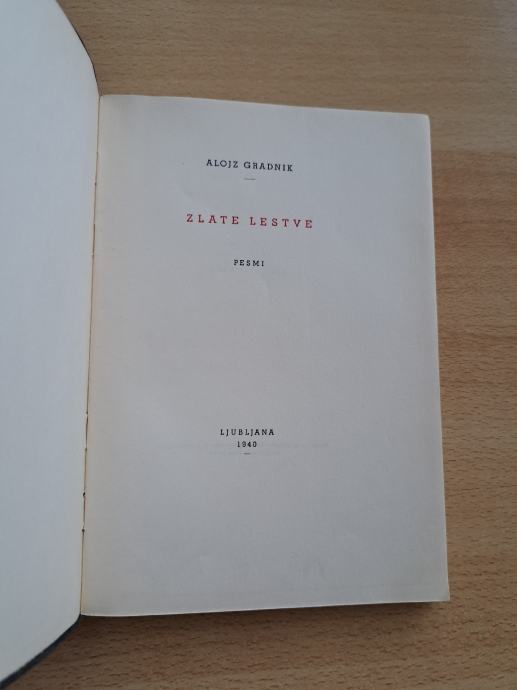 ALOJZ GRADNIK
ZLATE LESTVE
PESMI
LJUBLJANA
1940